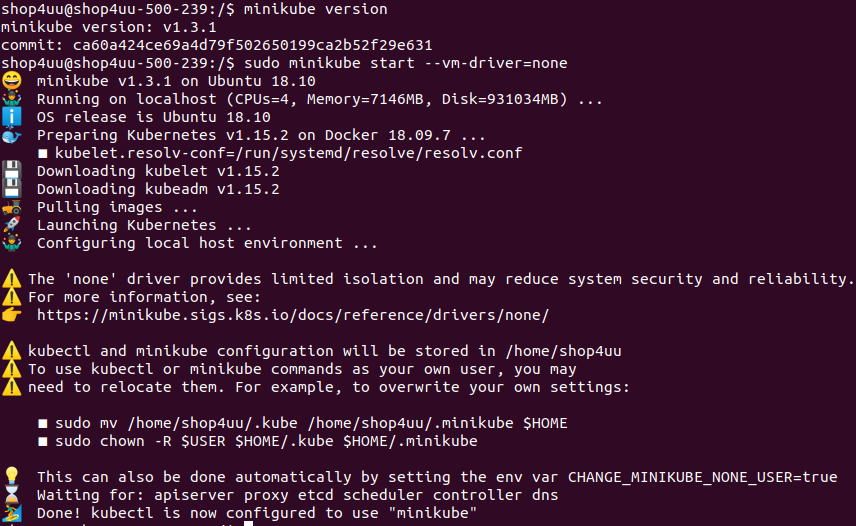 shop4uu@shop4uu-500-239:/$ minikube version
minikube version: v1.3.1
commit: ca60a424ce69a4d79f502650199ca2b52f29e631
shop4uu@shop4uu-500-239:/$ sudo minikube start --vm-driver=none
😄  minikube v1.3.1 on Ubuntu 18.10
🤹  Running on localhost (CPUs=4, Memory=7146MB, Disk=931034MB) ...
ℹ️  OS release is Ubuntu 18.10
🐳  Preparing Kubernetes v1.15.2 on Docker 18.09.7 ...
    ▪ kubelet.resolv-conf=/run/systemd/resolve/resolv.conf
💾  Downloading kubelet v1.15.2
💾  Downloading kubeadm v1.15.2
🚜  Pulling images ...
🚀  Launching Kubernetes ...
🤹  Configuring local host environment ...
⚠️  The 'none' driver provides limited isolation and may reduce system security and reliability.
⚠️  For more information, see:
👉  https://minikube.sigs.k8s.io/docs/reference/drivers/none/
⚠️  kubectl and minikube configuration will be stored in /home/shop4uu
⚠️  To use kubectl or minikube commands as your own user, you may
⚠️  need to relocate them. For example, to overwrite your own settings:
    ▪ sudo mv /home/shop4uu/.kube /home/shop4uu/.minikube $HOME
    ▪ sudo chown -R $USER $HOME/.kube $HOME/.minikube
💡  This can also be done automatically by setting the env var CHANGE_MINIKUBE_NONE_USER=true
⌛  Waiting for: apiserver proxy etcd scheduler controller dns
🏄  Done! kubectl is now configured to use "minikube"